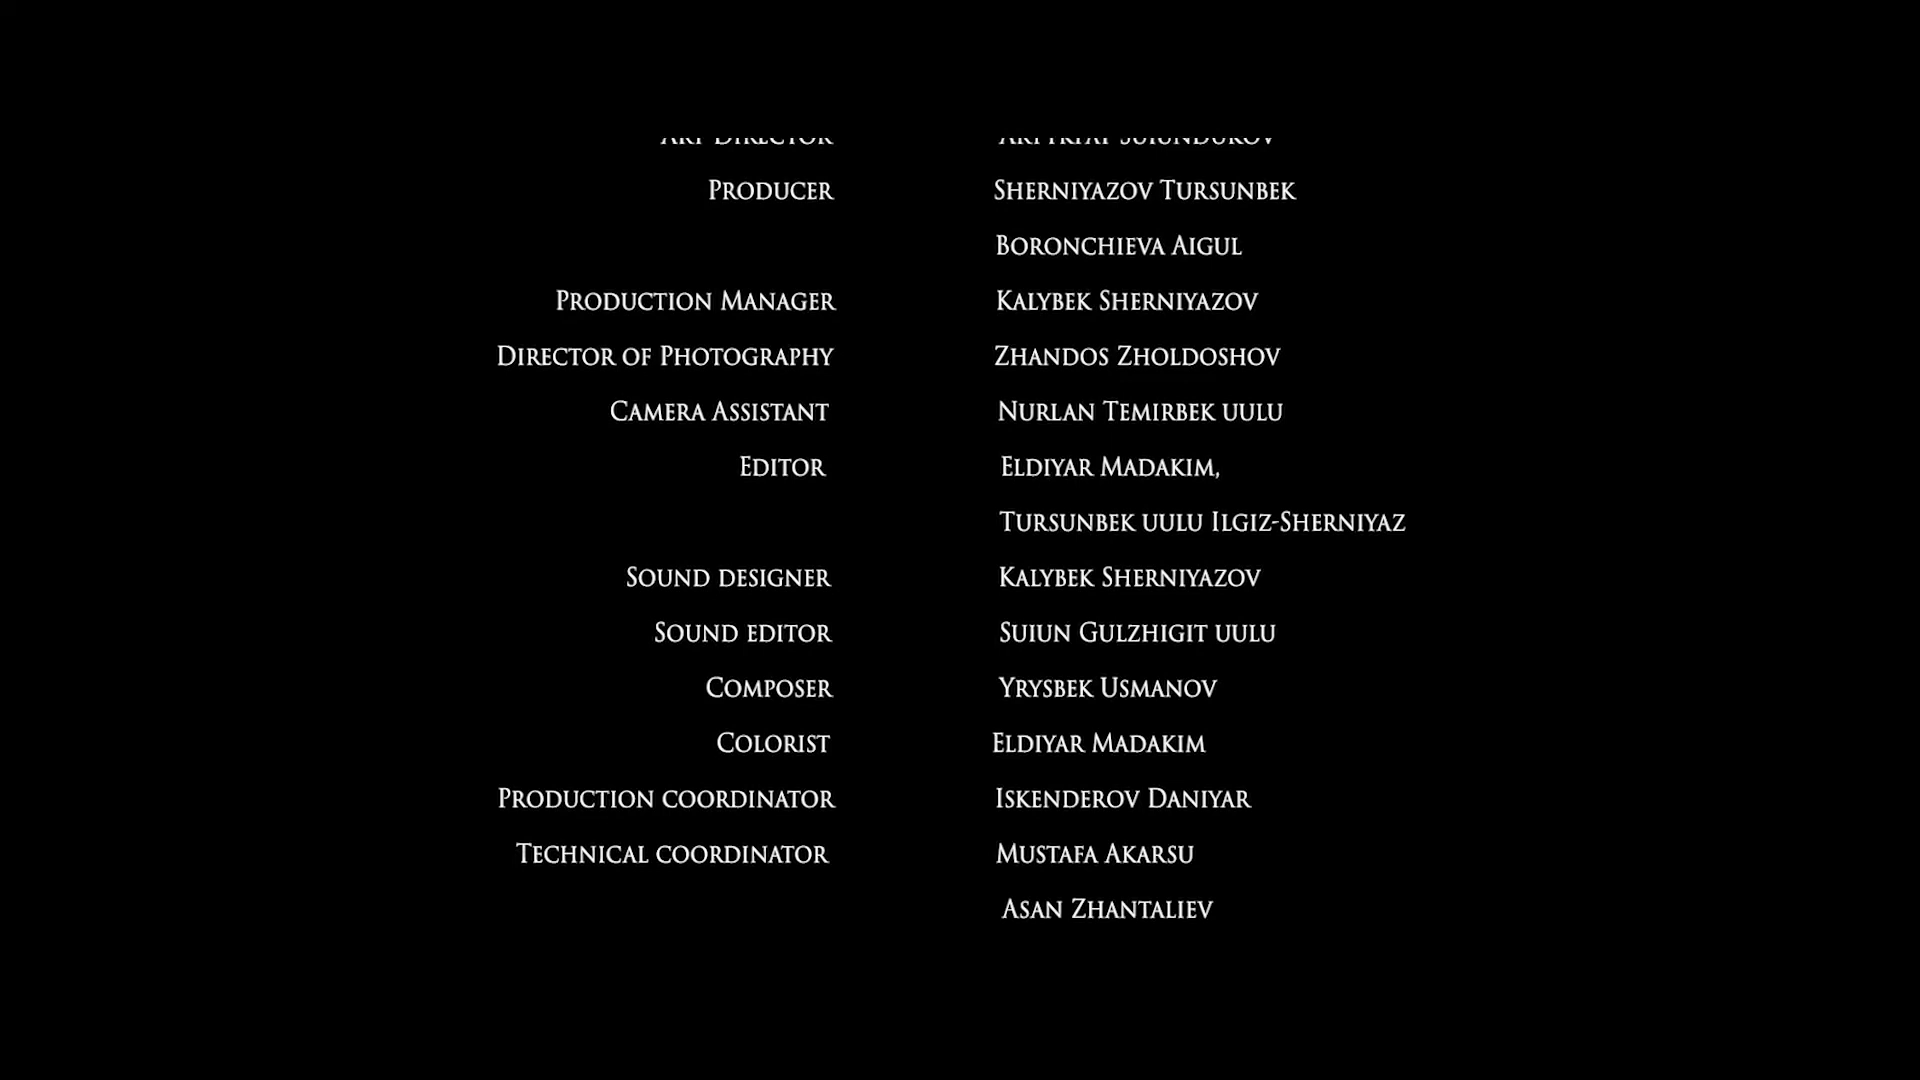 Art Director
Producer Sherniyazov Tursunbek
Boronchieva Aigul
Production Manager Kalybek Sherniyazov
Director of Photography Zhandos Zholdoshov
Camera Assistant Nurlan Temirbek uulu
Editor Eldiyar Madakim,
Tursunbek uulu Ilgiz-Sherniyaz
Sound designer Kalybek Sherniyazov
Sound editor Suiun Gulzhigit uulu
Composer Yrysbek Usmanov
Colorist Eldiyar Madakim
Production coordinator Iskenderov Daniyar
Technical coordinator Mustafa Akarsu
Asan Zhantaliev